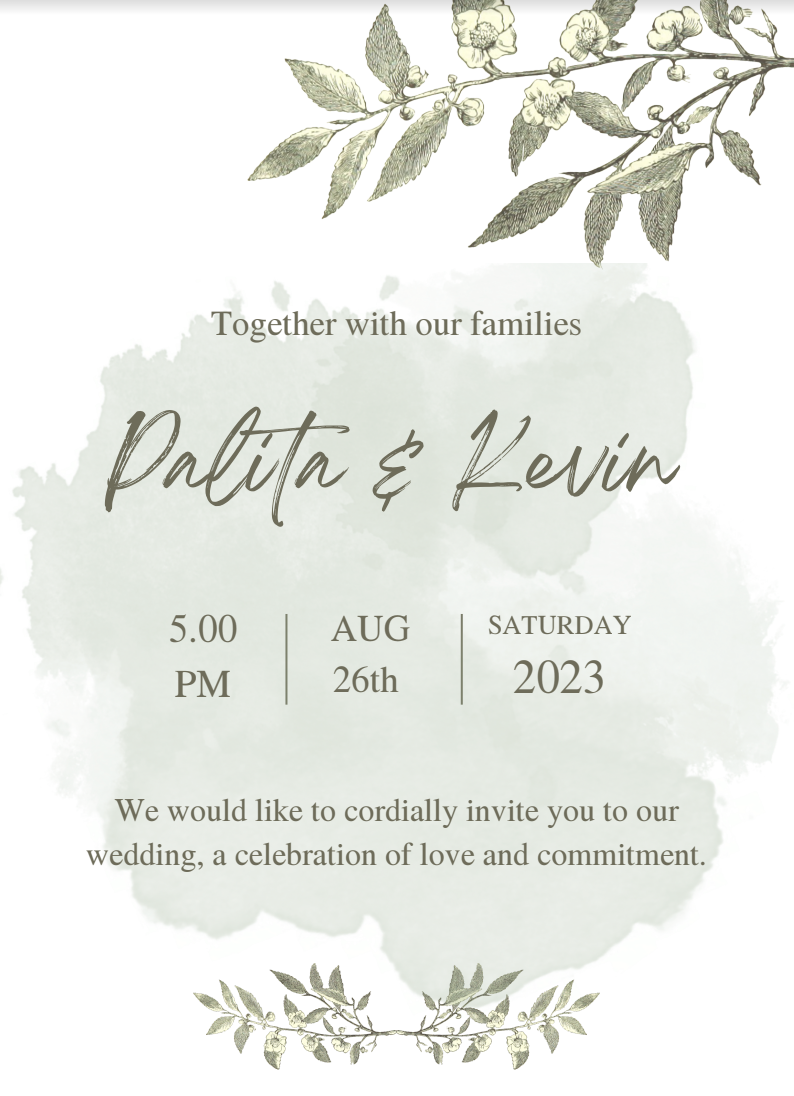 Together with our families
Palita & Kevin
5.00
PM
AUG
26th
SATURDAY
2023
We would like to cordially invite you to our
wedding, a celebration of love and commitment.